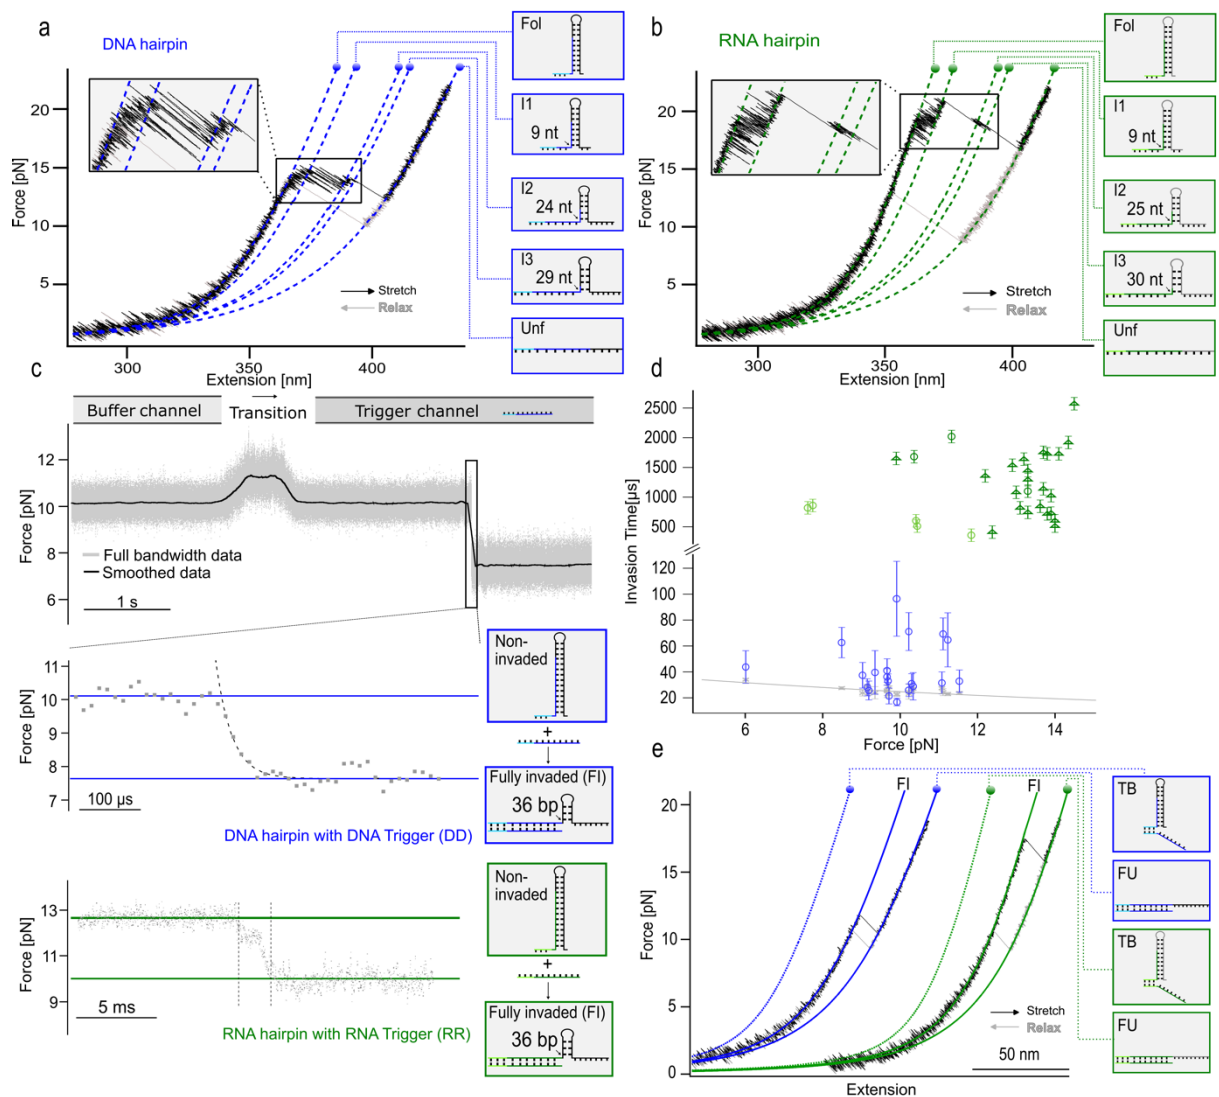 a
DNA hairpin
Force [pN]
20
15
10
5
300
350
400
Extension [nm]
Stretch
Relax
Fol
I1
9 nt
I2
24 nt
I3
29 nt
Unf
b
RNA hairpin
Force [pN]
20
15
10
5
300
350
400
Extension [nm]
Stretch
Relax
Fol
I1
9 nt
I2
25 nt
I3
30 nt
Unf
c
Buffer channel
Transition
Trigger channel
Force [pN]
12
10
8
6
Full bandwidth data
Smoothed data
1 s
Force [pN]
11
10
9
8
7
100 µs
Non-
invaded
+
Fully invaded (FI)
36 bp
DNA hairpin with DNA Trigger (DD)
Force [pN]
13
11
9
5 ms
Non-
invaded
+
Fully invaded (FI)
36 bp
RNA hairpin with RNA Trigger (RR)
d
Invasion Time[µs]
2500
2000
1500
1000
500
120
100
80
60
40
20
6
8
10
12
14
Force [pN]
e
FI
FI
Force [pN]
20
15
10
5
0
Stretch
Relax
50 nm
Extension
TB
FU
TB
FU